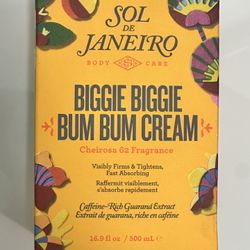 SOL
DE
JANEIRO
BODY CARE
BIGGIE BIGGIE
BUM BUM CREAM
Cheirosa 62 Fragrance
Visibly Firms & Tightens,
Fast Absorbing
Raffermit visiblement,
s'absorbe rapidement
Caffeine-Rich Guaraná Extract
Extrait de guarana, riche en caféine
16.9 fl oz / 500 mL ℮